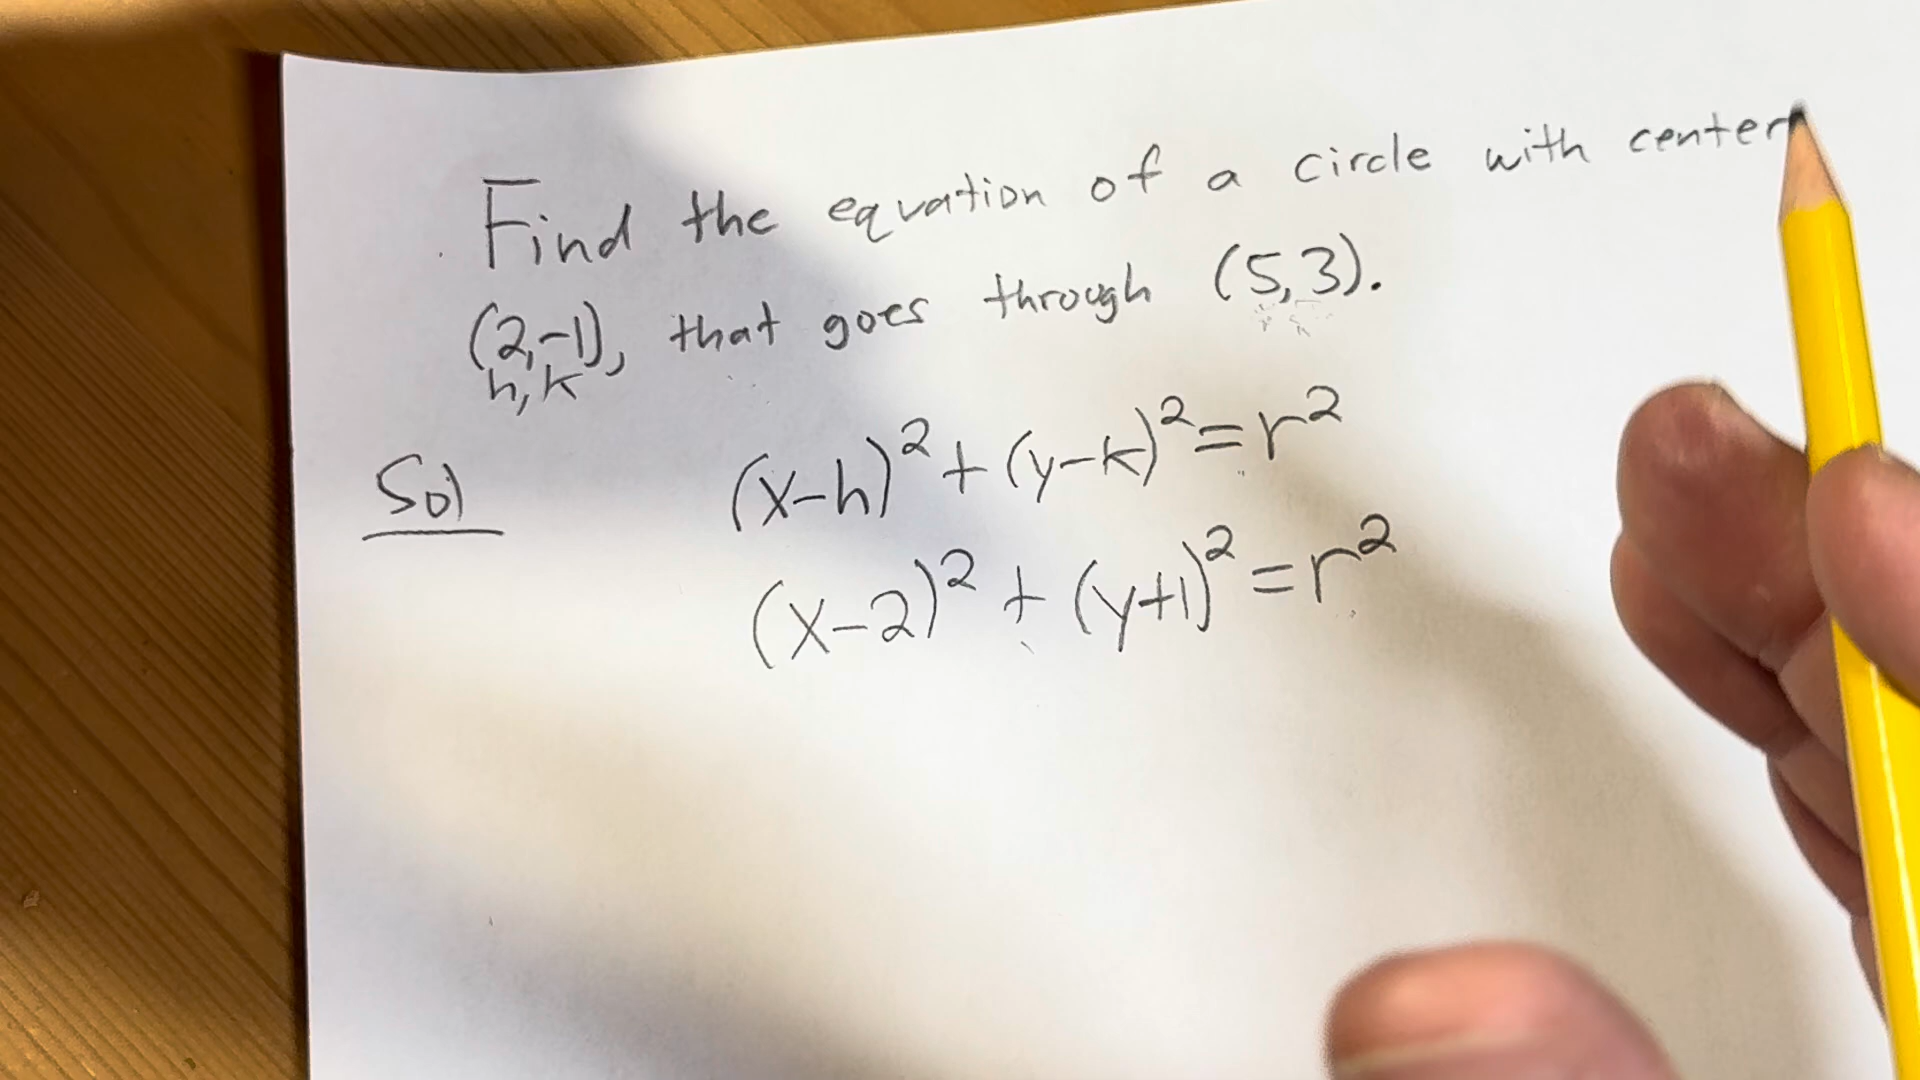 Find the equation of a circle with center
(2,-1), that goes through (5,3).
h, k
Sol
(x-h)²+(y-k)²=r²
(x-2)²+(y+1)²=r²